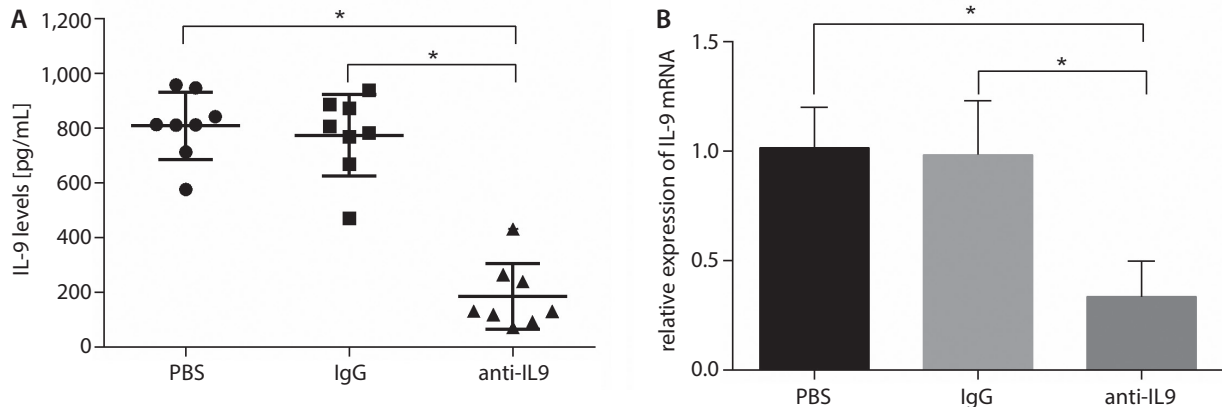 A
IL-9 levels [pg/mL]
1,200
1,000
800
600
400
200
0
*
*
PBS IgG anti-IL9
B
relative expression of IL-9 mRNA
1.5
1.0
0.5
0.0
*
*
PBS IgG anti-IL9